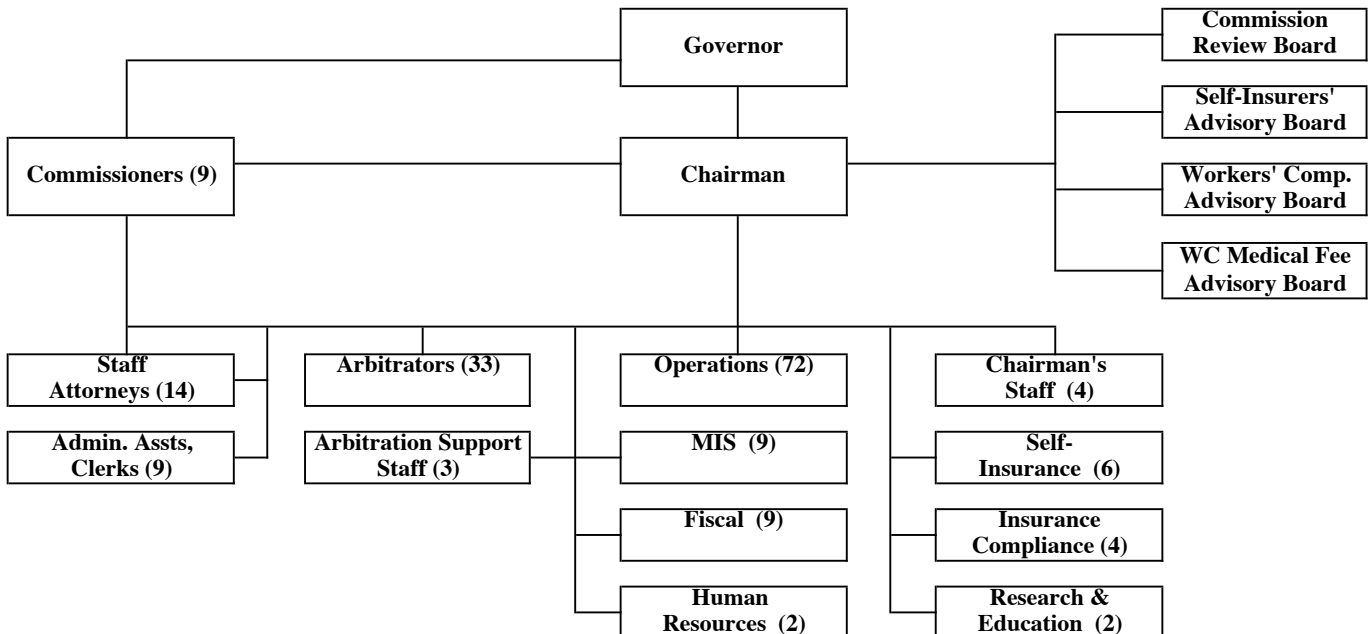 Governor
Commission
Review Board
Self-Insurers'
Advisory Board
Commissioners (9)
Chairman
Workers' Comp.
Advisory Board
WC Medical Fee
Advisory Board
Staff
Attorneys (14)
Arbitrators (33)
Operations (72)
Chairman's
Staff (4)
Admin. Assts,
Clerks (9)
Arbitration Support
Staff (3)
MIS (9)
Self-
Insurance (6)
Fiscal (9)
Insurance
Compliance (4)
Human
Resources (2)
Research &
Education (2)